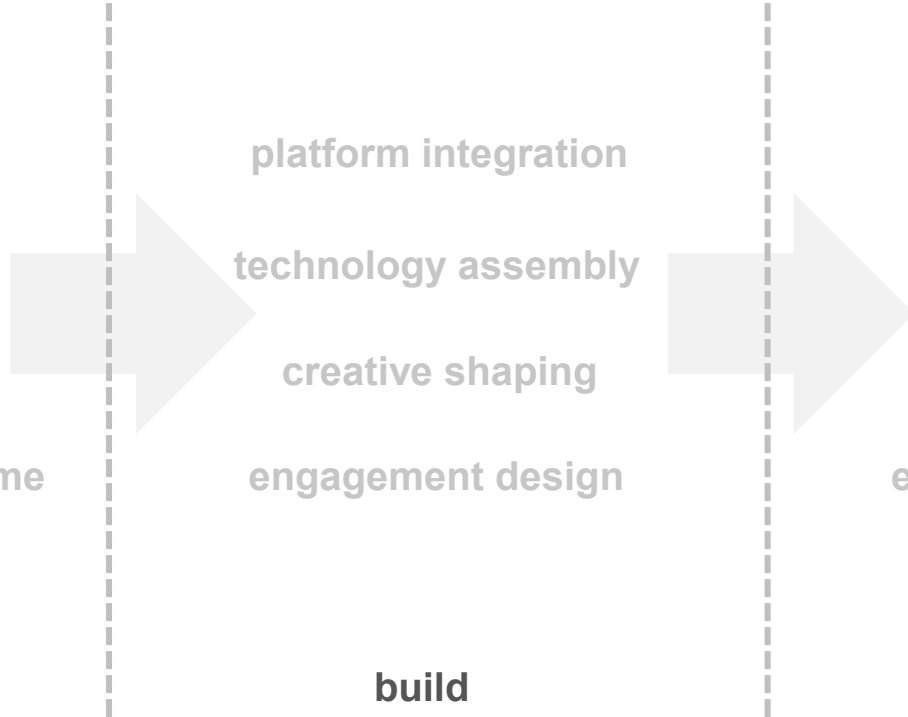 platform integration
technology assembly
creative shaping
engagement design
build